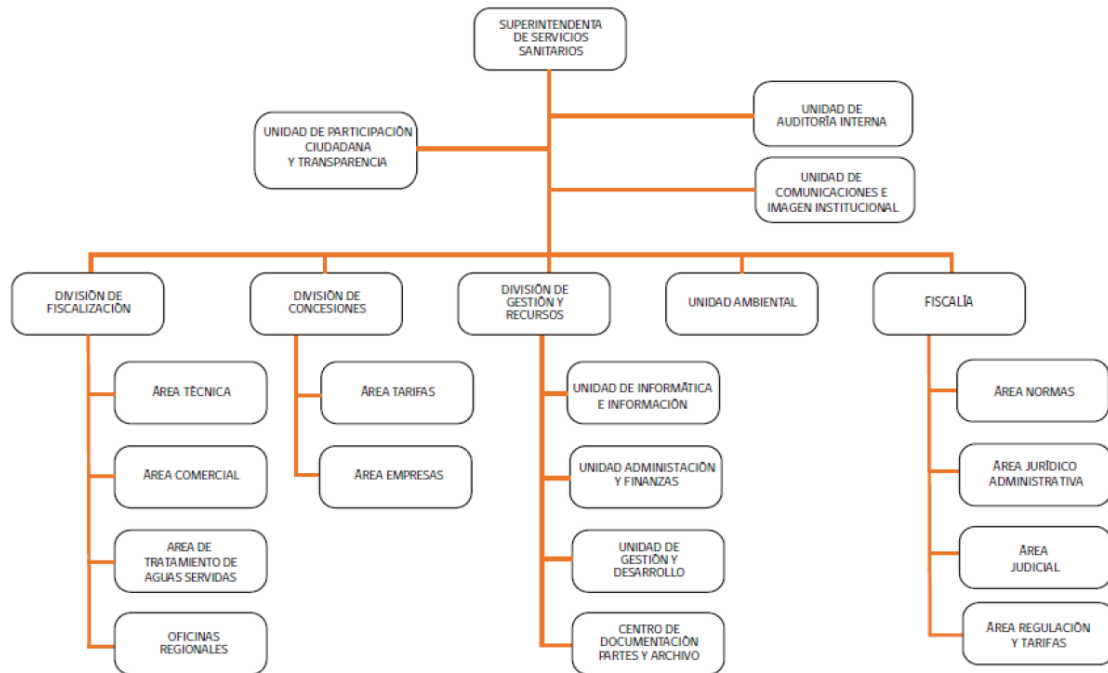 SUPERINTENDENTA
DE SERVICIOS
SANITARIOS
UNIDAD DE
AUDITORÍA INTERNA
UNIDAD DE PARTICIPACIÓN
CIUDADANA
Y TRANSPARENCIA
UNIDAD DE
COMUNICACIONES E
IMAGEN INSTITUCIONAL
DIVISIÓN DE
FISCALIZACIÓN
DIVISIÓN DE
CONCESIONES
DIVISIÓN DE
GESTIÓN Y
RECURSOS
UNIDAD AMBIENTAL
FISCALÍA
ÁREA TÉCNICA
ÁREA TARIFAS
UNIDAD DE INFORMÁTICA
E INFORMACIÓN
ÁREA NORMAS
ÁREA COMERCIAL
ÁREA EMPRESAS
UNIDAD ADMINISTACIÓN
Y FINANZAS
ÁREA JURÍDICO
ADMINISTRATIVA
AREA DE
TRATAMIENTO DE
AGUAS SERVIDAS
UNIDAD DE
GESTIÓN Y
DESARROLLO
ÁREA
JUDICIAL
OFICINAS
REGIONALES
CENTRO DE
DOCUMENTACIÓN
PARTES Y ARCHIVO
ÁREA REGULACIÓN
Y TARIFAS